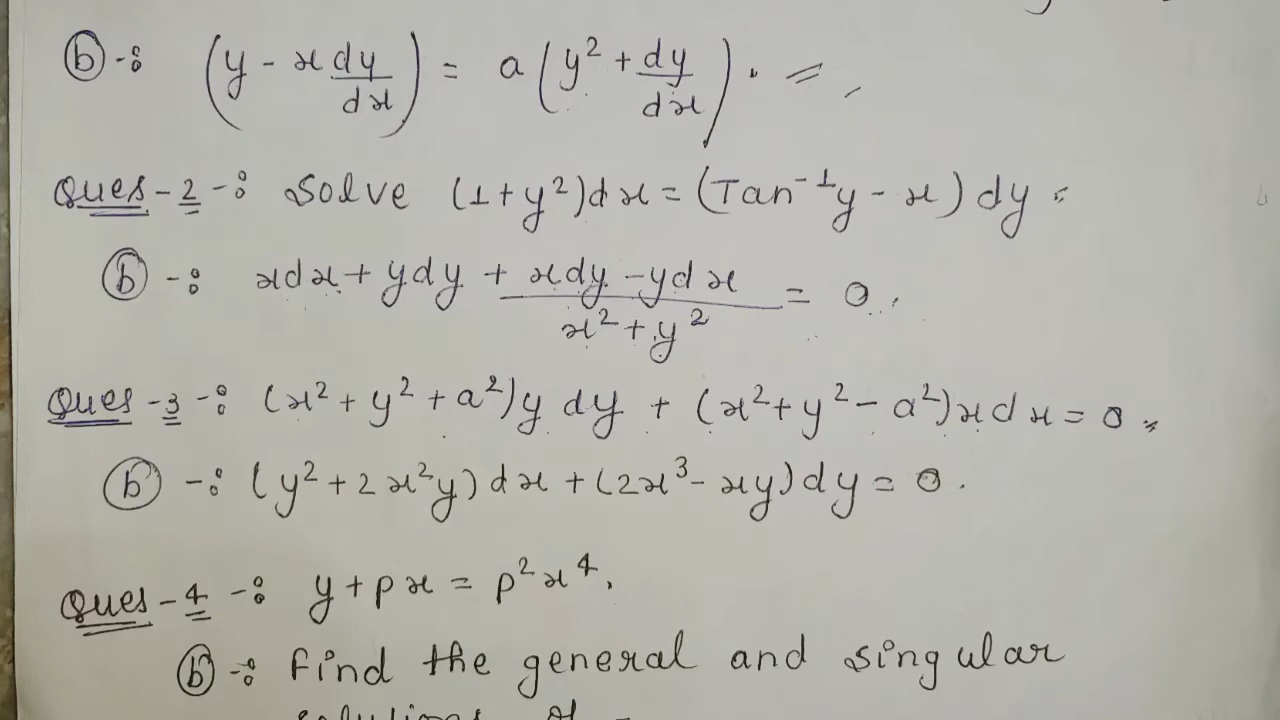 (b) -: (y - x dy/dx) = a(y² + dy/dx).
Ques-2 -: Solve (1+y²)dx = (Tan⁻¹y - x) dy.
(b) -: xdx + ydy + (xdy - ydx)/(x² + y²) = 0.
Ques-3 -: (x² + y² + a²)y dy + (x² + y² - a²)xdx = 0.
(b) -: (y² + 2x²y)dx + (2x³ - xy)dy = 0.
Ques-4 -: y + px = p²x⁴.
(b) -: Find the general and singular